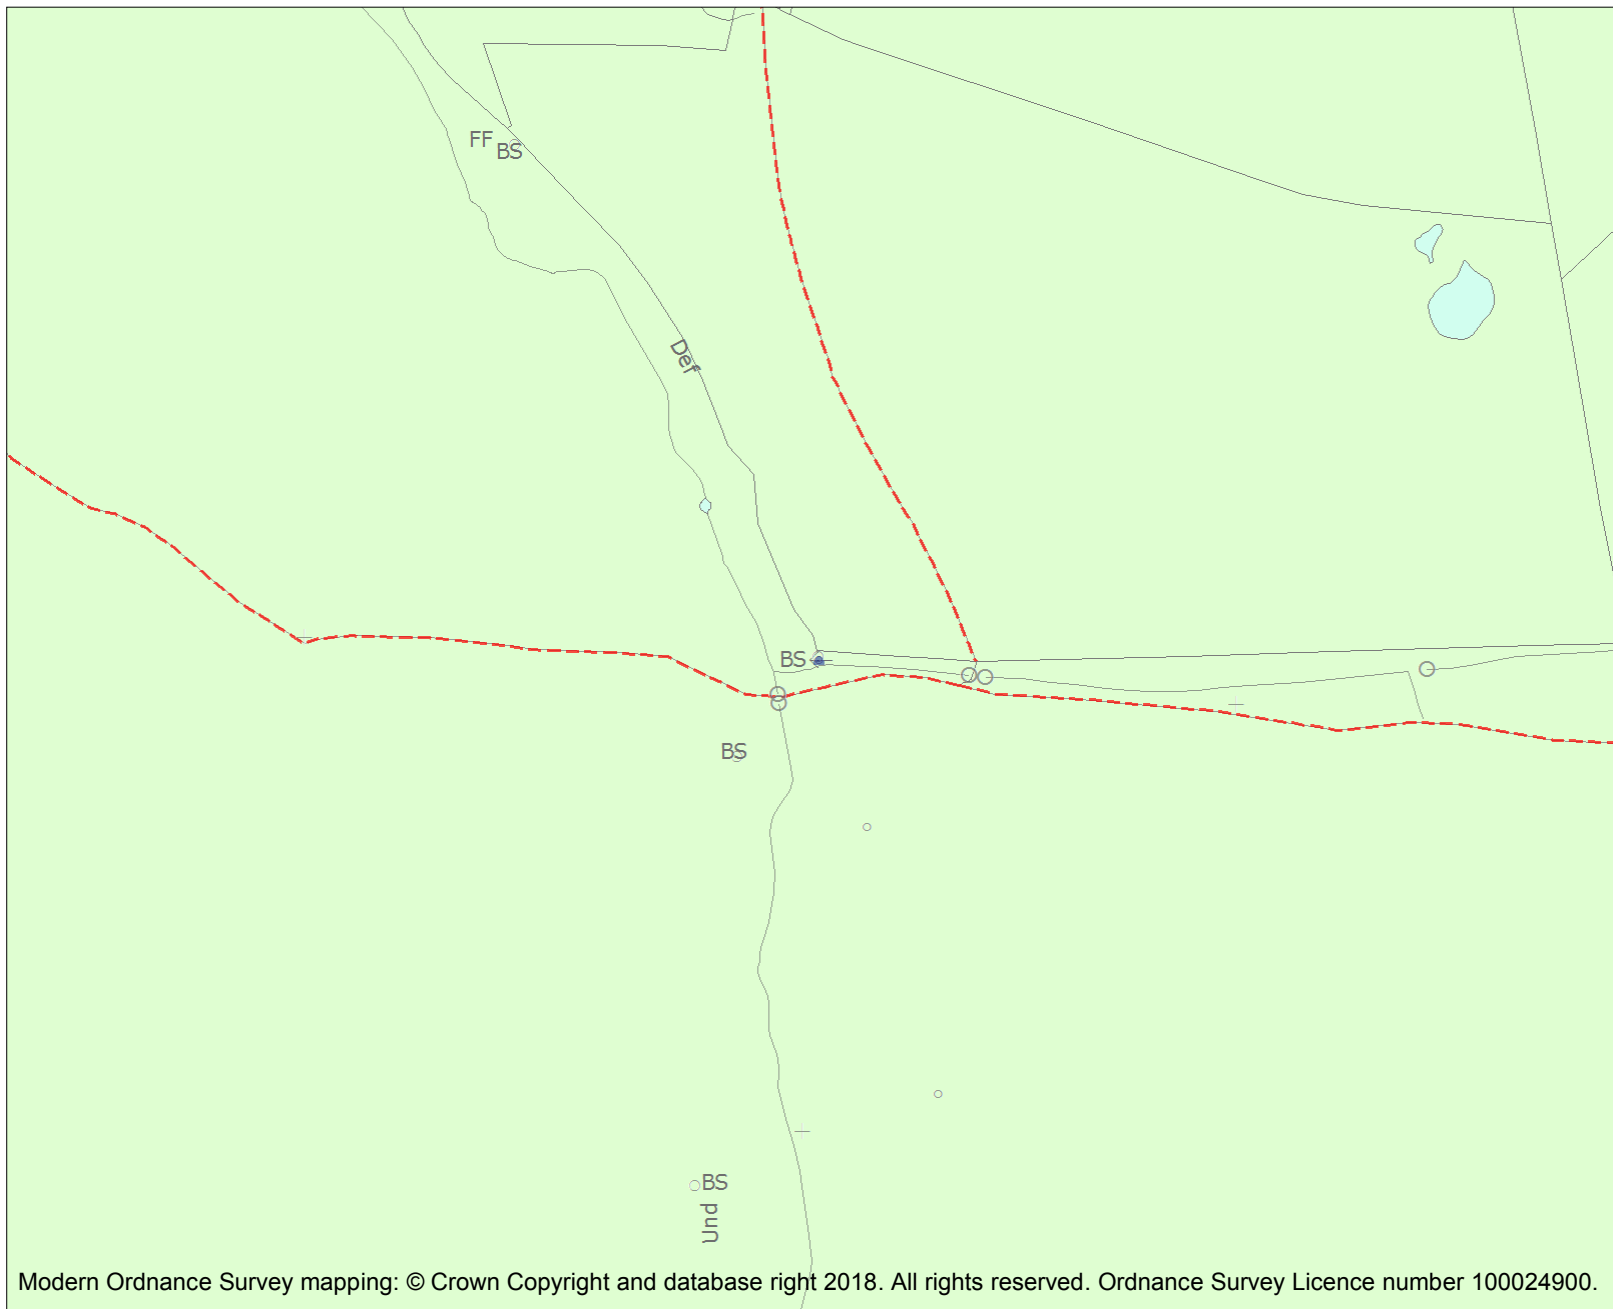 FF
BS
Def
BS
BS
BS
Und
Modern Ordnance Survey mapping: © Crown Copyright and database right 2018. All rights reserved. Ordnance Survey Licence number 100024900.